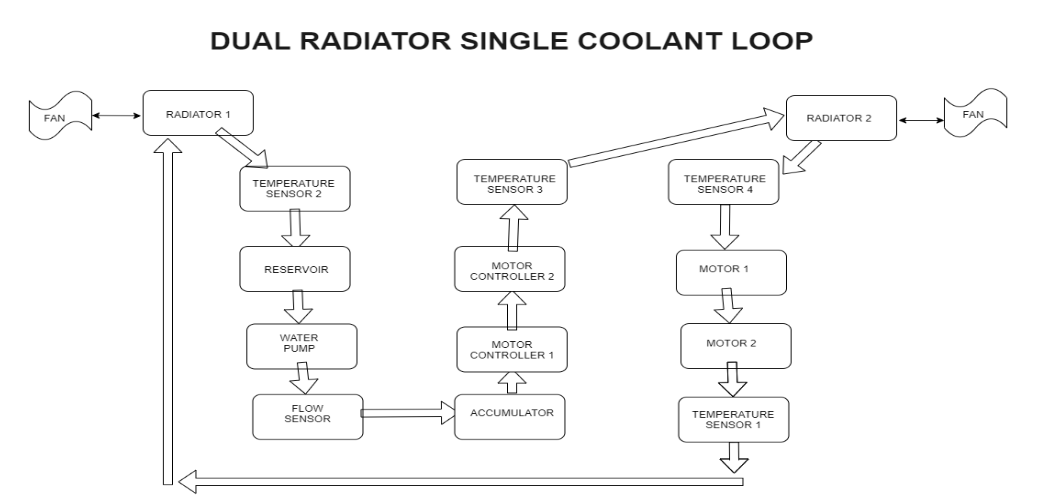 DUAL RADIATOR SINGLE COOLANT LOOP
FAN
RADIATOR 1
RADIATOR 2
FAN
TEMPERATURE
SENSOR 2
TEMPERATURE
SENSOR 3
TEMPERATURE
SENSOR 4
RESERVOIR
MOTOR
CONTROLLER 2
MOTOR 1
WATER
PUMP
MOTOR
CONTROLLER 1
MOTOR 2
FLOW
SENSOR
ACCUMULATOR
TEMPERATURE
SENSOR 1